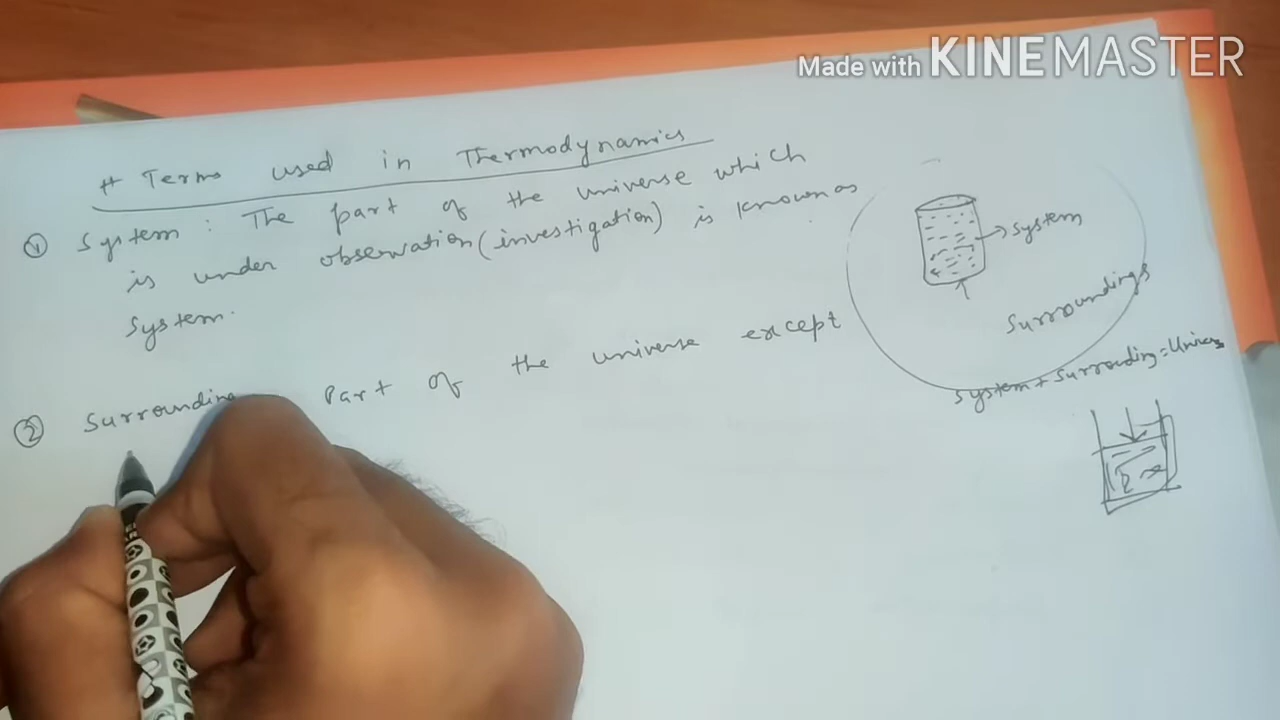 Made with KINEMASTER
# Terms used in Thermodynamics
① System : The part of the universe which
is under observation (investigation) is known as
system.
② Surrounding Part of the universe except
System
Surroundings
System + Surrounding = Univers